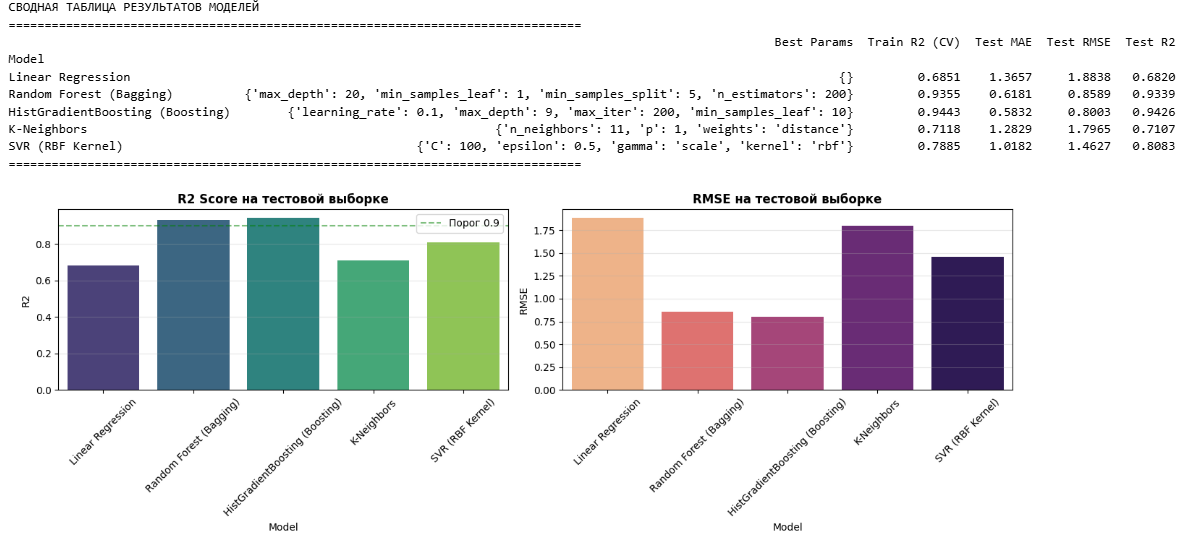 СВОДНАЯ ТАБЛИЦА РЕЗУЛЬТАТОВ МОДЕЛЕЙ
================================================================================
Best Params Train R2 (CV) Test MAE Test RMSE Test R2
Model
Linear Regression {} 0.6851 1.3657 1.8838 0.6820
Random Forest (Bagging) {'max_depth': 20, 'min_samples_leaf': 1, 'min_samples_split': 5, 'n_estimators': 200} 0.9355 0.6181 0.8589 0.9339
HistGradientBoosting (Boosting) {'learning_rate': 0.1, 'max_depth': 9, 'max_iter': 200, 'min_samples_leaf': 10} 0.9443 0.5832 0.8003 0.9426
K-Neighbors {'n_neighbors': 11, 'p': 1, 'weights': 'distance'} 0.7118 1.2829 1.7965 0.7107
SVR (RBF Kernel) {'C': 100, 'epsilon': 0.5, 'gamma': 'scale', 'kernel': 'rbf'} 0.7885 1.0182 1.4627 0.8083
================================================================================
R2 Score на тестовой выборке
Порог 0.9
R2
0.8
0.6
0.4
0.2
0.0
Linear Regression
Random Forest (Bagging)
HistGradientBoosting (Boosting)
K-Neighbors
SVR (RBF Kernel)
Model
RMSE на тестовой выборке
RMSE
1.75
1.50
1.25
1.00
0.75
0.50
0.25
0.00
Linear Regression
Random Forest (Bagging)
HistGradientBoosting (Boosting)
K-Neighbors
SVR (RBF Kernel)
Model